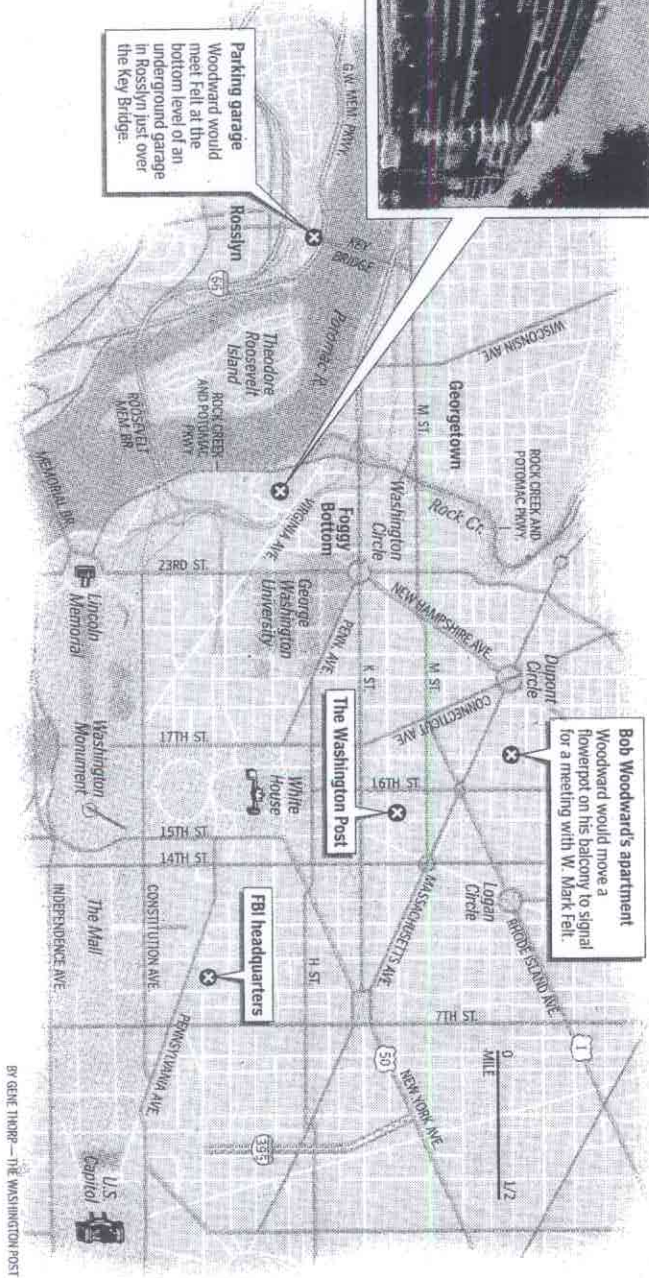 Bob Woodward's apartment
Woodward would move a
flowerpot on his balcony to signal
for a meeting with W. Mark Felt.
Parking garage
Woodward would
meet Felt at the
bottom level of an
underground garage
in Rosslyn just over
the Key Bridge.
The Washington Post
FBI headquarters
G.W. MEM. PKWY.
KEY
BRIDGE
Rosslyn
66
Potomac R.
Theodore
Roosevelt
Island
ROOSEVELT
MEM. BR.
MEMORIAL BR.
ROCK CREEK
AND POTOMAC
PKWY
WISCONSIN AVE.
Georgetown
M ST.
ROCK CREEK AND
POTOMAC PKWY.
Rock Cr.
Washington
Circle
Foggy
Bottom
VIRGINIA AVE.
23RD ST.
George
Washington
University
PENN. AVE.
NEW HAMPSHIRE AVE.
Dupont
Circle
CONNECTICUT AVE.
K ST.
M ST.
17TH ST.
16TH ST.
15TH ST.
14TH ST.
White
House
Lincoln
Memorial
Washington
Monument
The Mall
CONSTITUTION AVE.
INDEPENDENCE AVE.
Logan
Circle
RHODE ISLAND AVE.
MASSACHUSETTS AVE.
H ST.
7TH ST.
PENNSYLVANIA AVE.
NEW YORK AVE.
1
50
395
0
1/2
MILE
U.S.
Capitol
BY GENE THORP — THE WASHINGTON POST